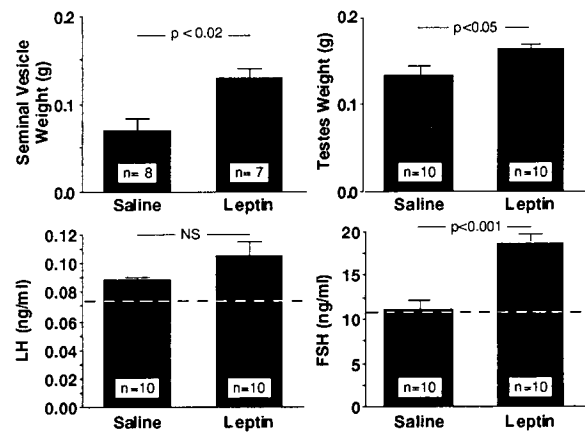 Seminal Vesicle
Weight (g)
0.2
0.1
0.0
p < 0.02
n= 8
n= 7
Saline
Leptin
Testes Weight (g)
0.2
0.1
0.0
p<0.05
n=10
n=10
Saline
Leptin
LH (ng/ml)
0.12
0.10
0.08
0.06
0.04
0.02
0.00
NS
n=10
n=10
Saline
Leptin
FSH (ng/ml)
20
15
10
5
0
p<0.001
n=10
n=10
Saline
Leptin